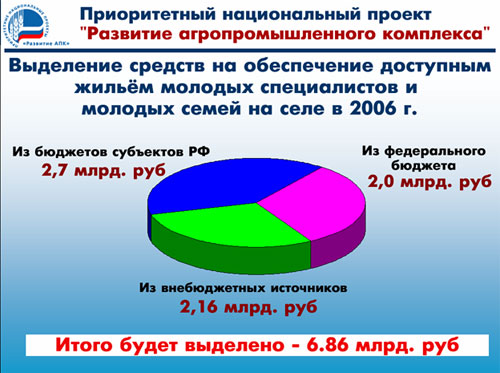 Приоритетный национальный проект
"Развитие агропромышленного комплекса"
«Развитие АПК»
Выделение средств на обеспечение доступным
жильём молодых специалистов и
молодых семей на селе в 2006 г.
Из бюджетов субъектов РФ
2,7 млрд. руб
Из федерального
бюджета
2,0 млрд. руб
Из внебюджетных источников
2,16 млрд. руб
Итого будет выделено - 6.86 млрд. руб